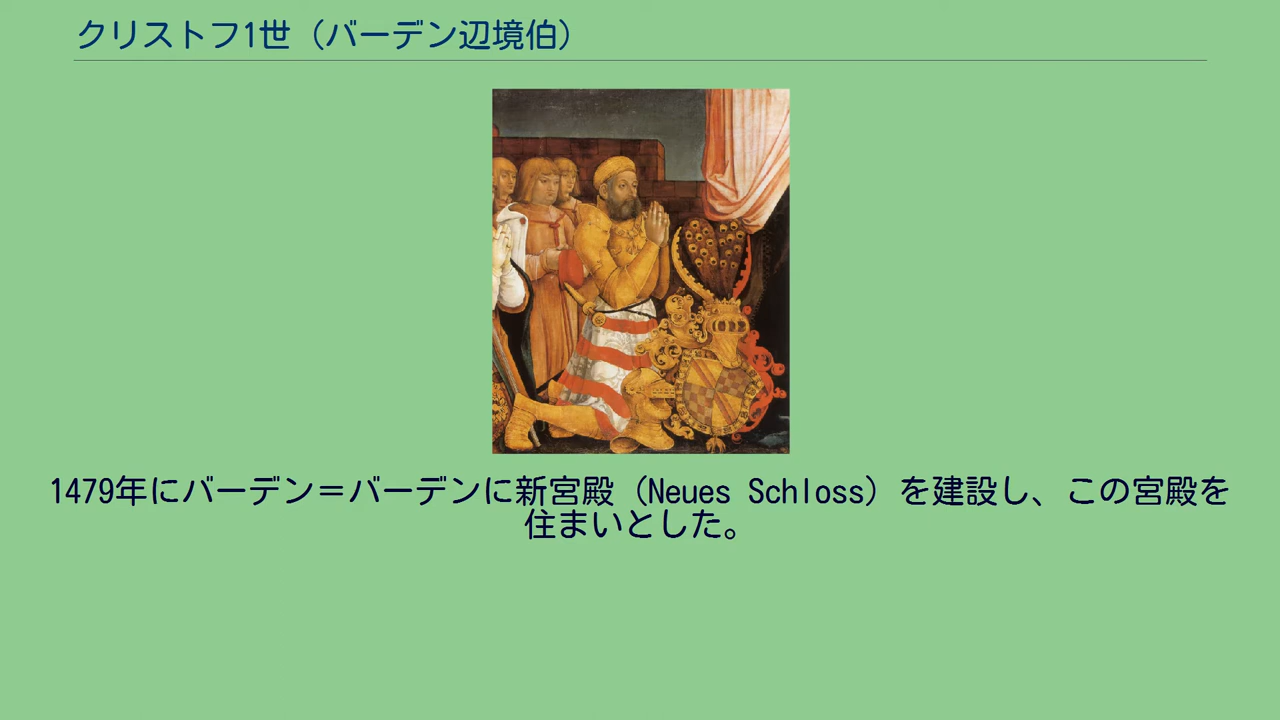 クリストフ1世（バーデン辺境伯）
1479年にバーデン＝バーデンに新宮殿（Neues Schloss）を建設し、この宮殿を
住まいとした。